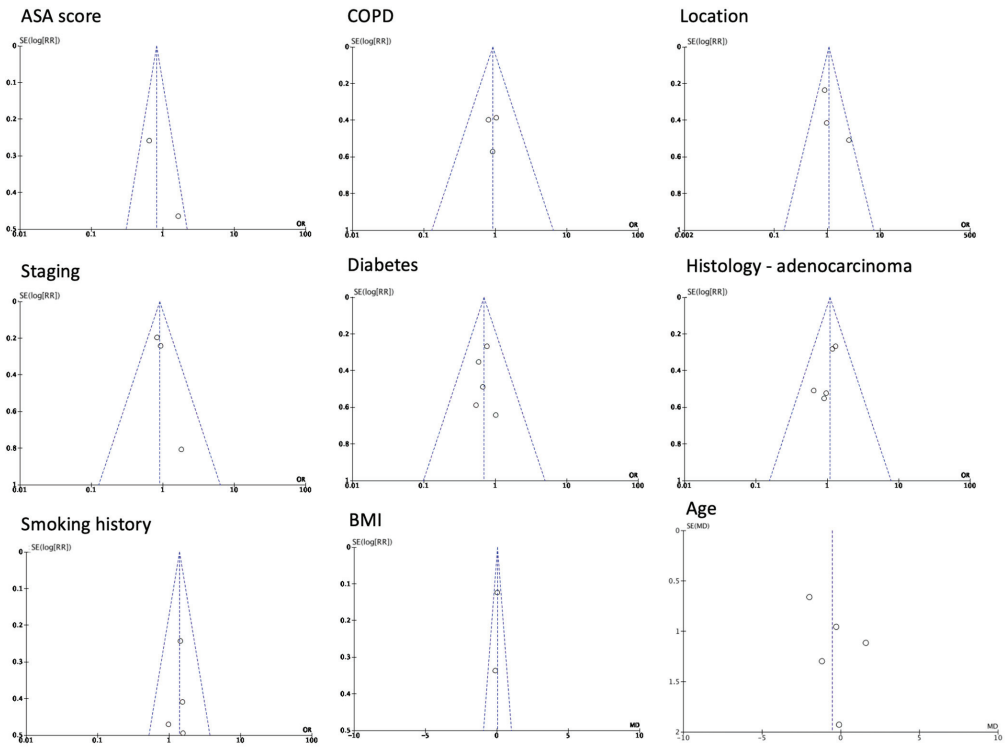 ASA score
SE(log[RR])
0
0.1
0.2
0.3
0.4
0.5
0.01 0.1 1 10 100
OR
COPD
SE(log[RR])
0
0.2
0.4
0.6
0.8
1
0.01 0.1 1 10 100
OR
Location
SE(log[RR])
0
0.2
0.4
0.6
0.8
1
0.002 0.1 1 10 500
OR
Staging
SE(log[RR])
0
0.2
0.4
0.6
0.8
1
0.01 0.1 1 10 100
OR
Diabetes
SE(log[RR])
0
0.2
0.4
0.6
0.8
1
0.01 0.1 1 10 100
OR
Histology - adenocarcinoma
SE(log[RR])
0
0.2
0.4
0.6
0.8
1
0.01 0.1 1 10 100
OR
Smoking history
SE(log[RR])
0
0.1
0.2
0.3
0.4
0.5
0.01 0.1 1 10 100
OR
BMI
SE(log[RR])
0
0.1
0.2
0.3
0.4
0.5
-10 -5 0 5 10
MD
Age
SE(MD)
0
0.5
1
1.5
2
-10 -5 0 5 10
MD